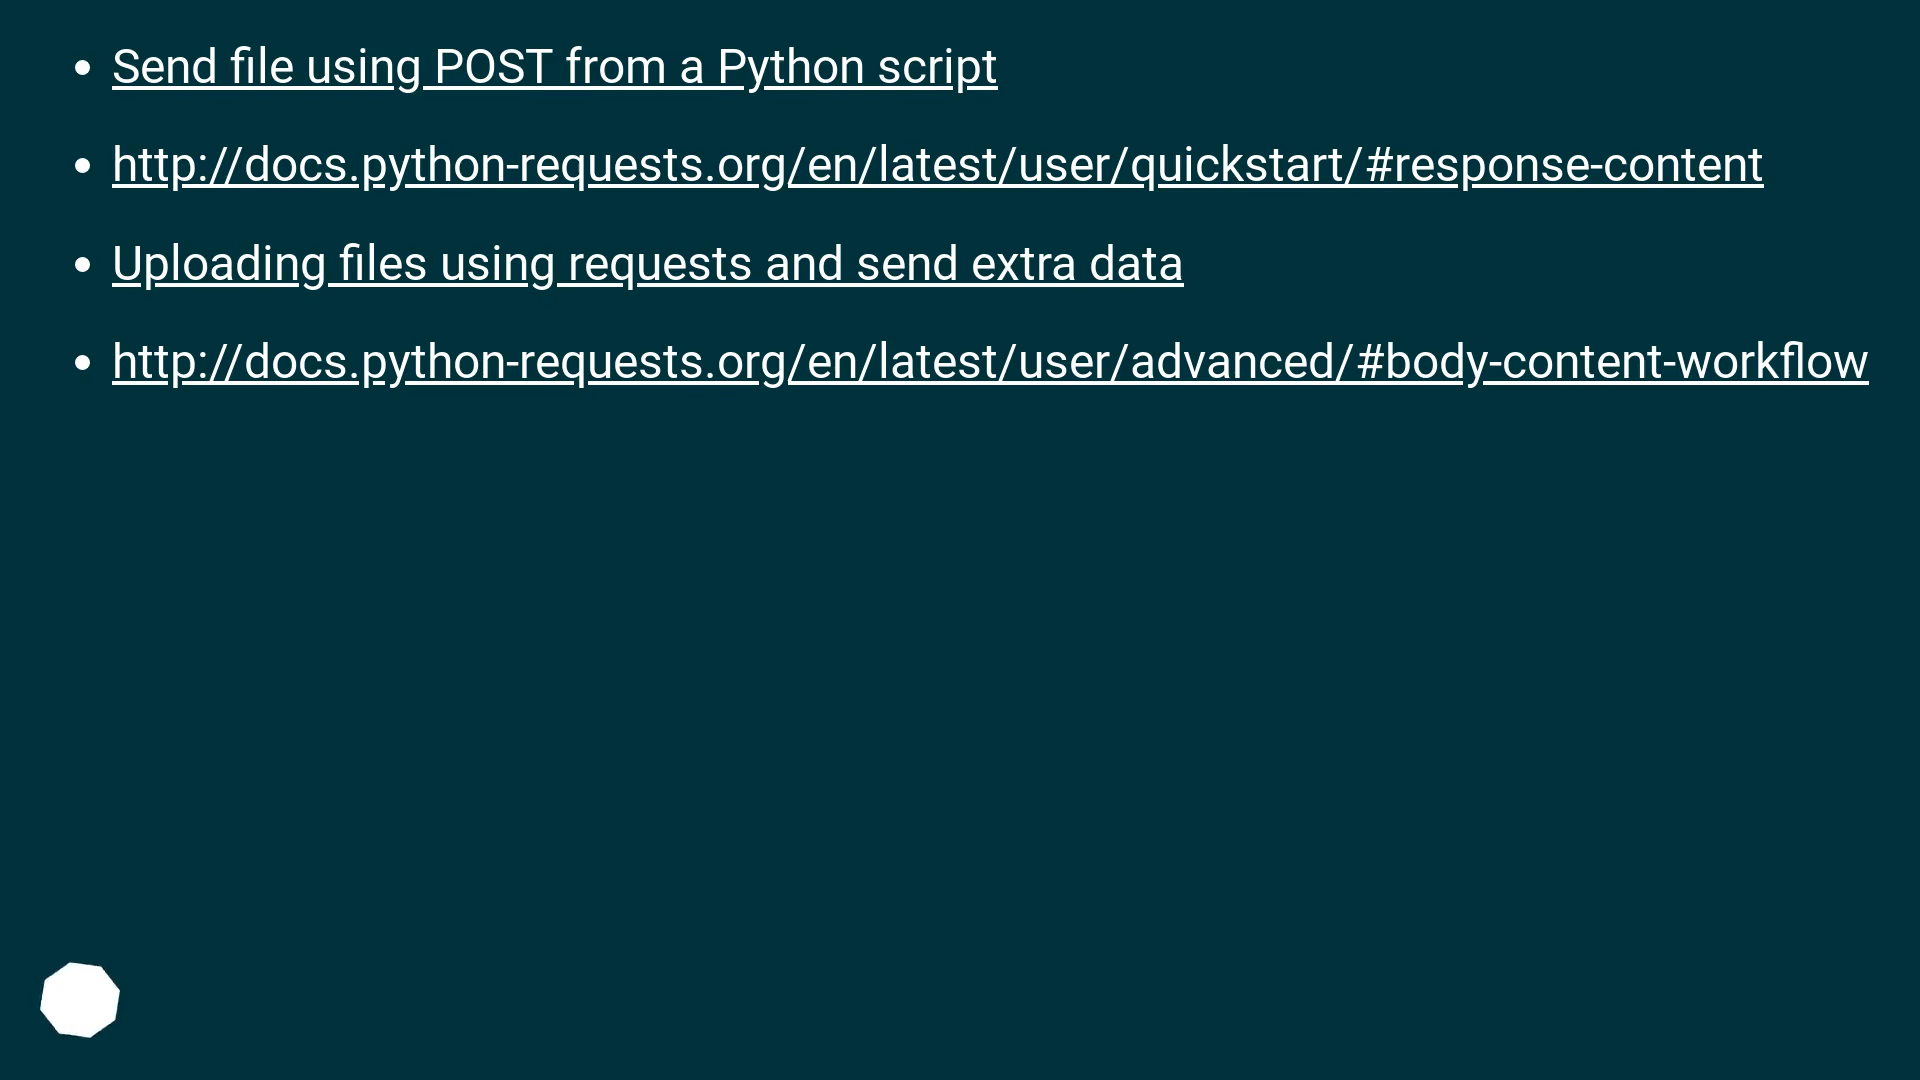 Send file using POST from a Python script
http://docs.python-requests.org/en/latest/user/quickstart/#response-content
Uploading files using requests and send extra data
http://docs.python-requests.org/en/latest/user/advanced/#body-content-workflow